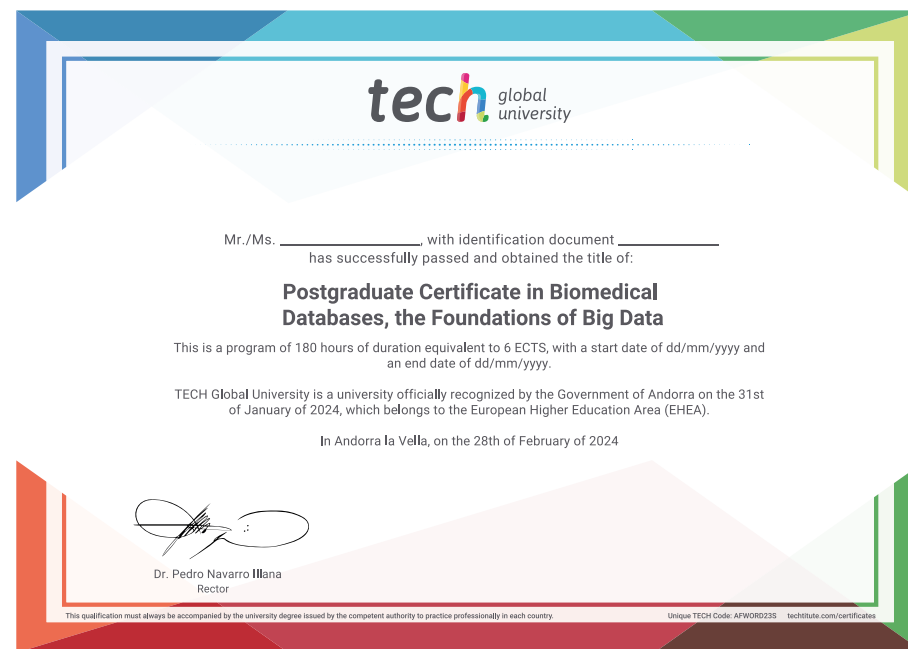 tech global university
Mr./Ms. ____________________, with identification document ______________
has successfully passed and obtained the title of:
Postgraduate Certificate in Biomedical
Databases, the Foundations of Big Data
This is a program of 180 hours of duration equivalent to 6 ECTS, with a start date of dd/mm/yyyy and
an end date of dd/mm/yyyy.
TECH Global University is a university officially recognized by the Government of Andorra on the 31st
of January of 2024, which belongs to the European Higher Education Area (EHEA).
In Andorra la Vella, on the 28th of February of 2024
Dr. Pedro Navarro Illana
Rector
This qualification must always be accompanied by the university degree issued by the competent authority to practice professionally in each country.
Unique TECH Code: AFWORD23S techtitute.com/certificates